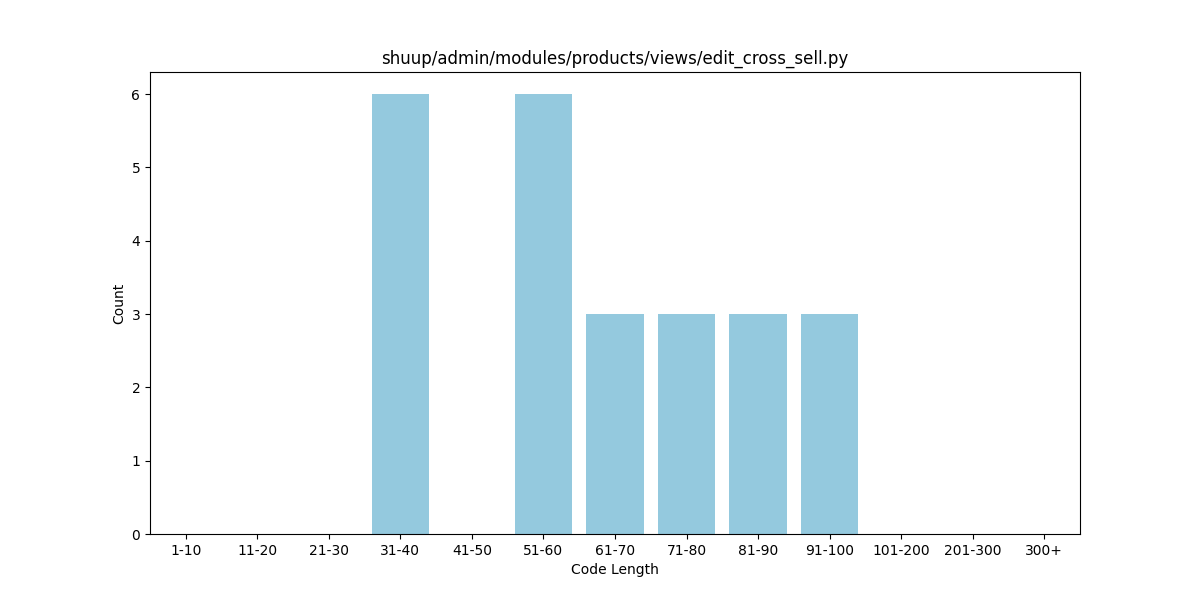 shuup/admin/modules/products/views/edit_cross_sell.py
6
5
4
3
2
1
0
Count
1-10 11-20 21-30 31-40 41-50 51-60 61-70 71-80 81-90 91-100 101-200 201-300 300+
Code Length